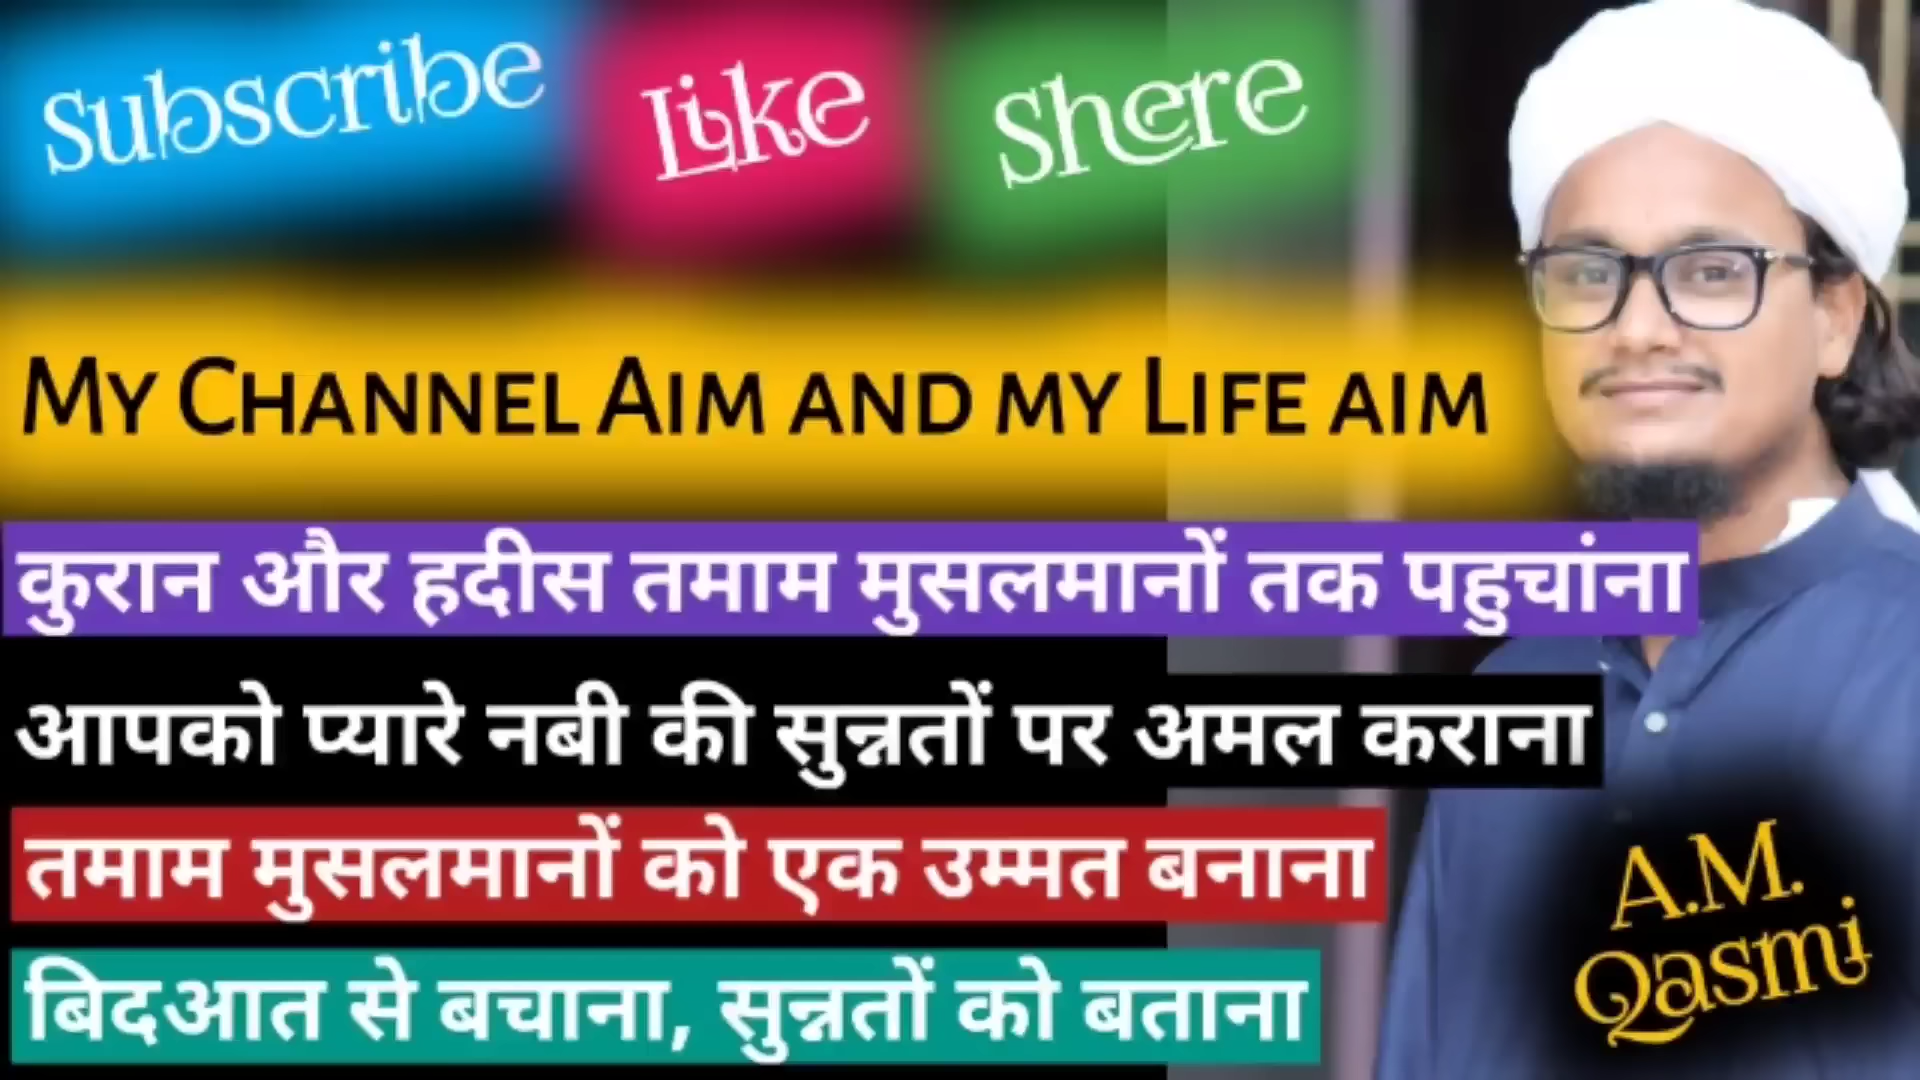 Subscribe Like Shere
My Channel Aim and my Life aim
कुरान और हदीस तमाम मुसलमानों तक पहुचांना
आपको प्यारे नबी की सुन्नतों पर अमल कराना
तमाम मुसलमानों को एक उम्मत बनाना
बिदआत से बचाना, सुन्नतों को बताना
A.M.
Qasmi